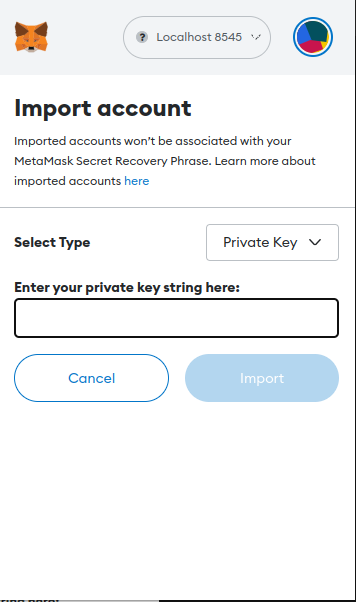 ? Localhost 8545
Import account
Imported accounts won't be associated with your
MetaMask Secret Recovery Phrase. Learn more about
imported accounts here
Select Type
Private Key
Enter your private key string here:
Cancel
Import